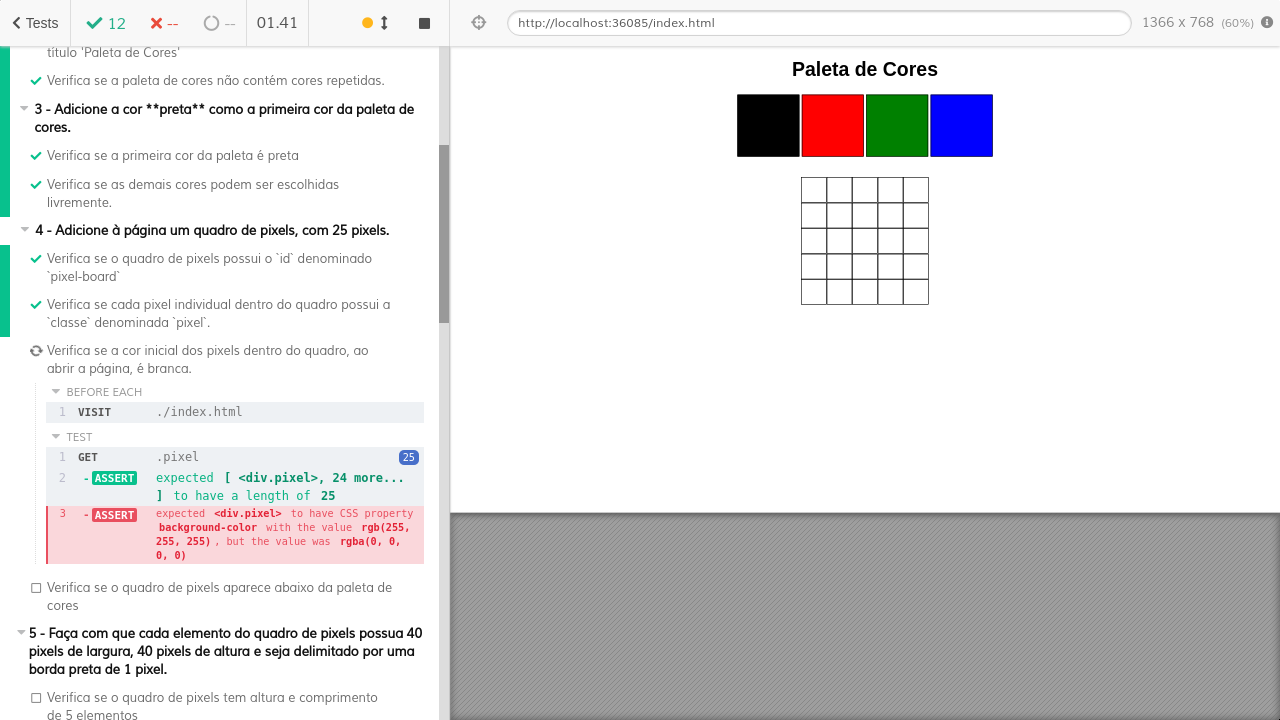 Tests
12
--
--
01.41
http://localhost:36085/index.html
1366 x 768 (60%)
título 'Paleta de Cores'
Verifica se a paleta de cores não contém cores repetidas.
3 - Adicione a cor **preta** como a primeira cor da paleta de
cores.
Verifica se a primeira cor da paleta é preta
Verifica se as demais cores podem ser escolhidas
livremente.
4 - Adicione à página um quadro de pixels, com 25 pixels.
Verifica se o quadro de pixels possui o `id` denominado
`pixel-board`
Verifica se cada pixel individual dentro do quadro possui a
`classe` denominada `pixel`.
Verifica se a cor inicial dos pixels dentro do quadro, ao
abrir a página, é branca.
BEFORE EACH
1 VISIT ./index.html
TEST
1 GET .pixel 25
2 -ASSERT expected [ <div.pixel>, 24 more...
] to have a length of 25
3 -ASSERT expected <div.pixel> to have CSS property
background-color with the value rgb(255,
255, 255), but the value was rgba(0, 0,
0, 0)
Verifica se o quadro de pixels aparece abaixo da paleta de
cores
5 - Faça com que cada elemento do quadro de pixels possua 40
pixels de largura, 40 pixels de altura e seja delimitado por uma
borda preta de 1 pixel.
Verifica se o quadro de pixels tem altura e comprimento
de 5 elementos
Paleta de Cores